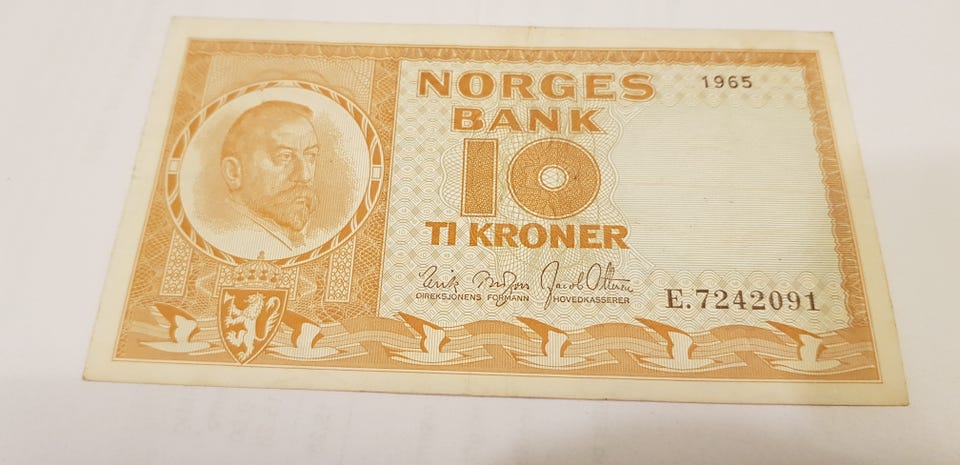 NORGES
1965
BANK
10
TI KRONER
DIREKSJONENS FORMANN
HOVEDKASSERER
E.7242091